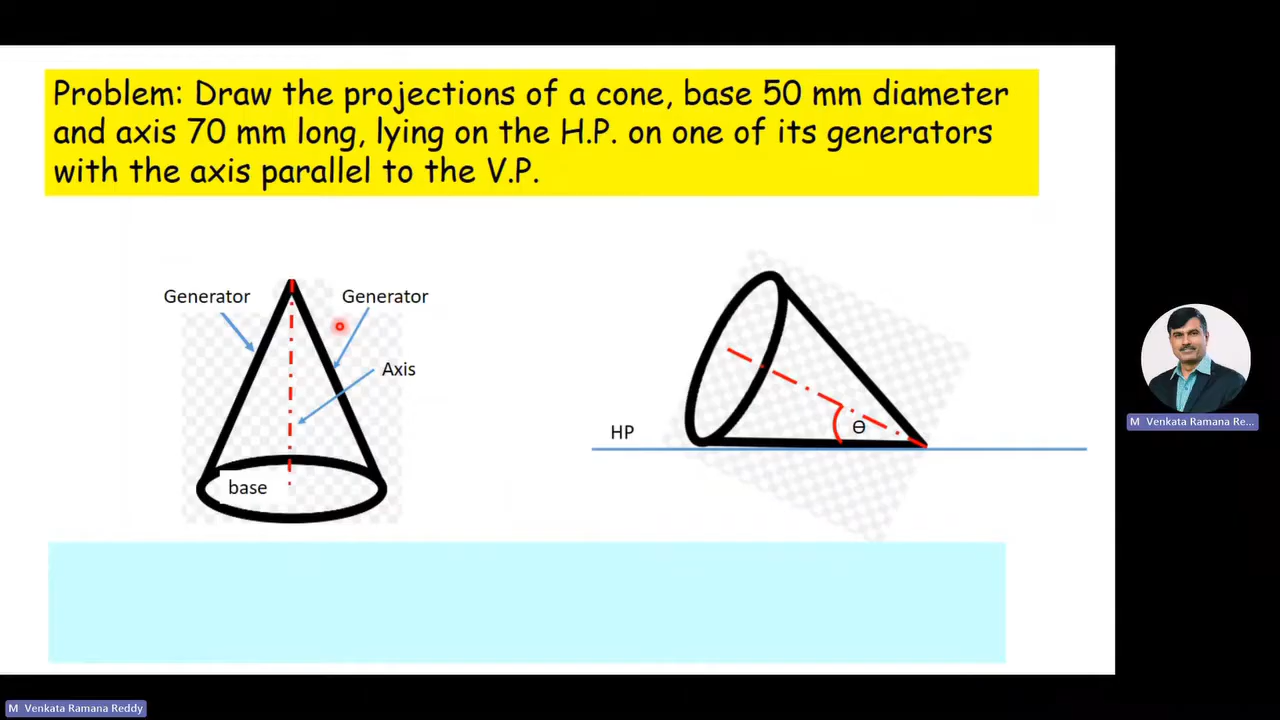 Problem: Draw the projections of a cone, base 50 mm diameter
and axis 70 mm long, lying on the H.P. on one of its generators
with the axis parallel to the V.P.
Generator
Generator
Axis
base
HP
Θ
M Venkata Ramana Re...
M Venkata Ramana Reddy